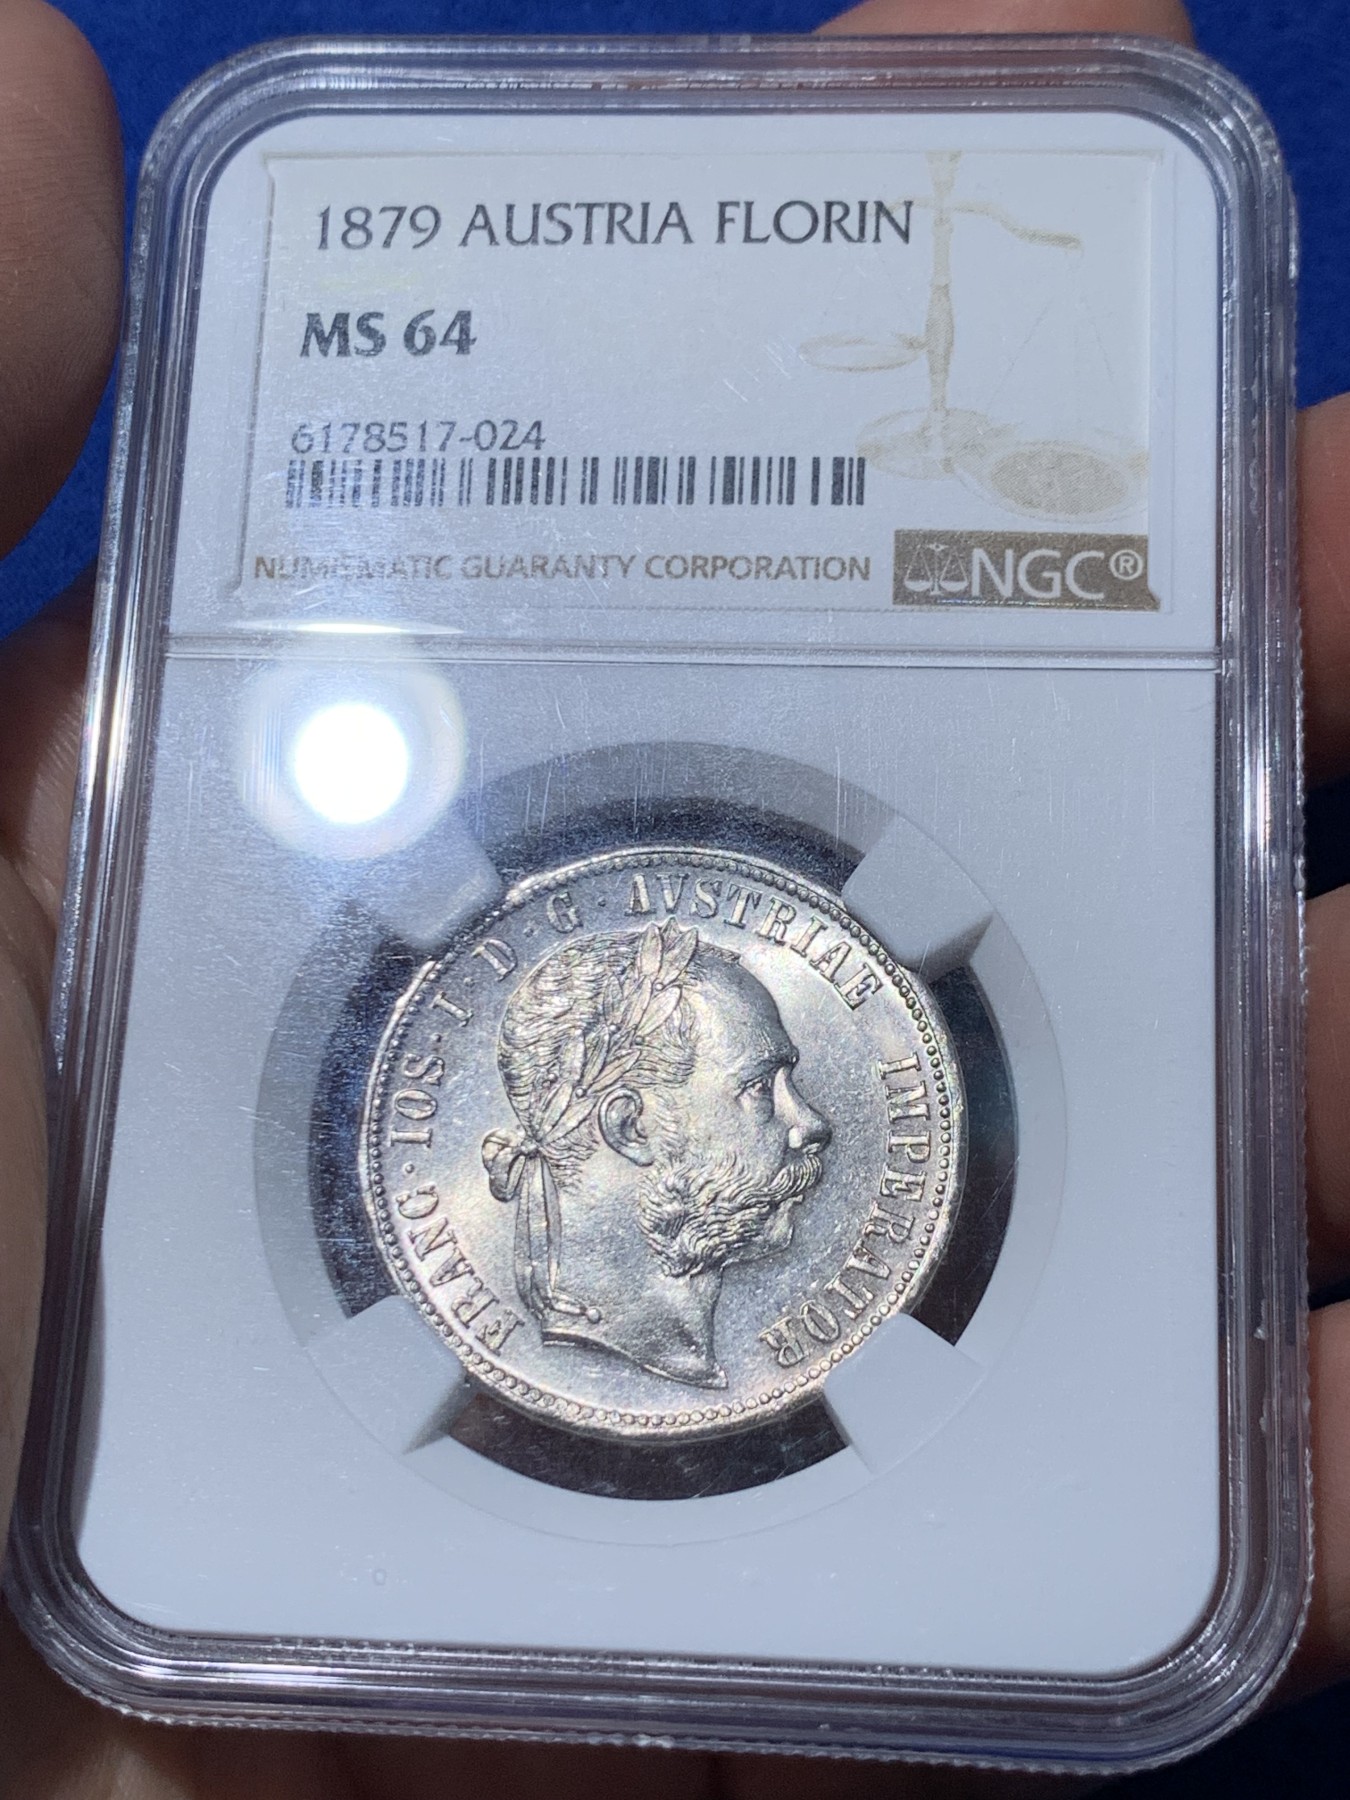 1879 AUSTRIA FLORIN
MS 64
6178517-024
NUMISMATIC GUARANTY CORPORATION
NGC®
FRANC·IOS·I·D·G·AVSTRIAE IMPERATOR